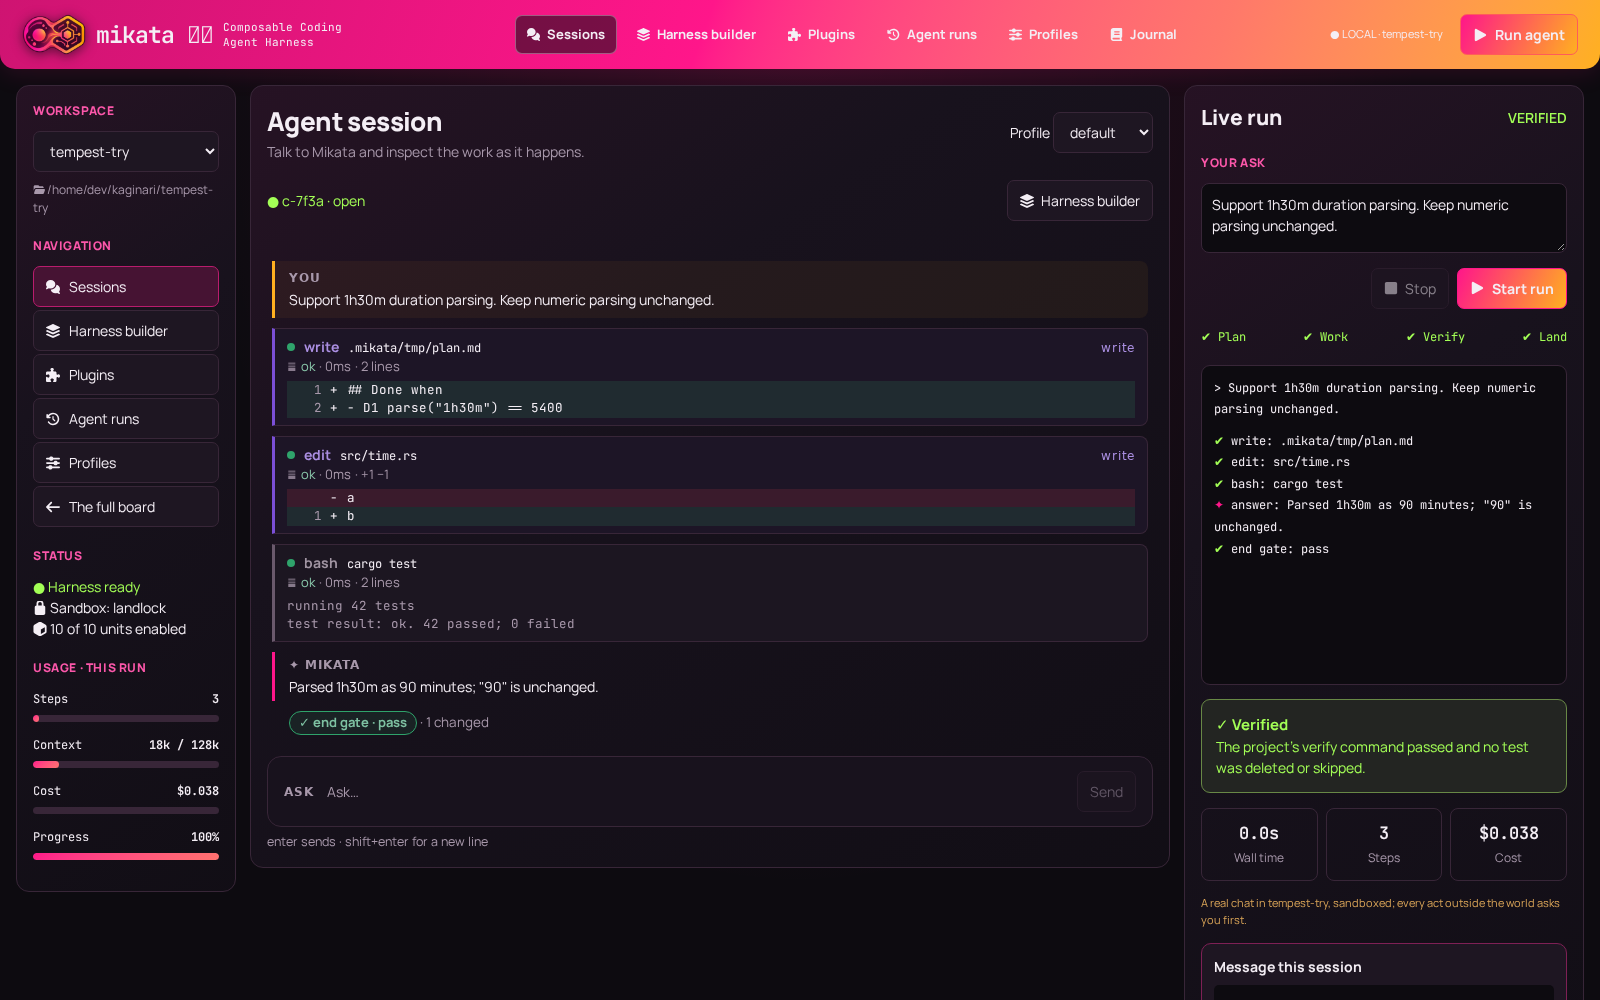 mikata
Composable Coding
Agent Harness
Sessions
Harness builder
Plugins
Agent runs
Profiles
Journal
LOCAL · tempest-try
Run agent
WORKSPACE
tempest-try
/home/dev/kaginari/tempest-
try
NAVIGATION
Sessions
Harness builder
Plugins
Agent runs
Profiles
The full board
STATUS
Harness ready
Sandbox: landlock
10 of 10 units enabled
USAGE · THIS RUN
Steps 3
Context 18k / 128k
Cost $0.038
Progress 100%
Agent session
Talk to Mikata and inspect the work as it happens.
Profile default
c-7f3a · open
Harness builder
YOU
Support 1h30m duration parsing. Keep numeric parsing unchanged.
write .mikata/tmp/plan.md write
ok · 0ms · 2 lines
1 + ## Done when
2 + - D1 parse("1h30m") == 5400
edit src/time.rs write
ok · 0ms · +1 −1
- a
1 + b
bash cargo test
ok · 0ms · 2 lines
running 42 tests
test result: ok. 42 passed; 0 failed
✦ MIKATA
Parsed 1h30m as 90 minutes; "90" is unchanged.
✓ end gate · pass · 1 changed
ASK Ask… Send
enter sends · shift+enter for a new line
Live run VERIFIED
YOUR ASK
Support 1h30m duration parsing. Keep numeric
parsing unchanged.
Stop
Start run
✔ Plan ✔ Work ✔ Verify ✔ Land
> Support 1h30m duration parsing. Keep numeric
parsing unchanged.
✔ write: .mikata/tmp/plan.md
✔ edit: src/time.rs
✔ bash: cargo test
✦ answer: Parsed 1h30m as 90 minutes; "90" is
unchanged.
✔ end gate: pass
✓ Verified
The project's verify command passed and no test
was deleted or skipped.
0.0s
Wall time
3
Steps
$0.038
Cost
A real chat in tempest-try, sandboxed; every act outside the world asks
you first.
Message this session